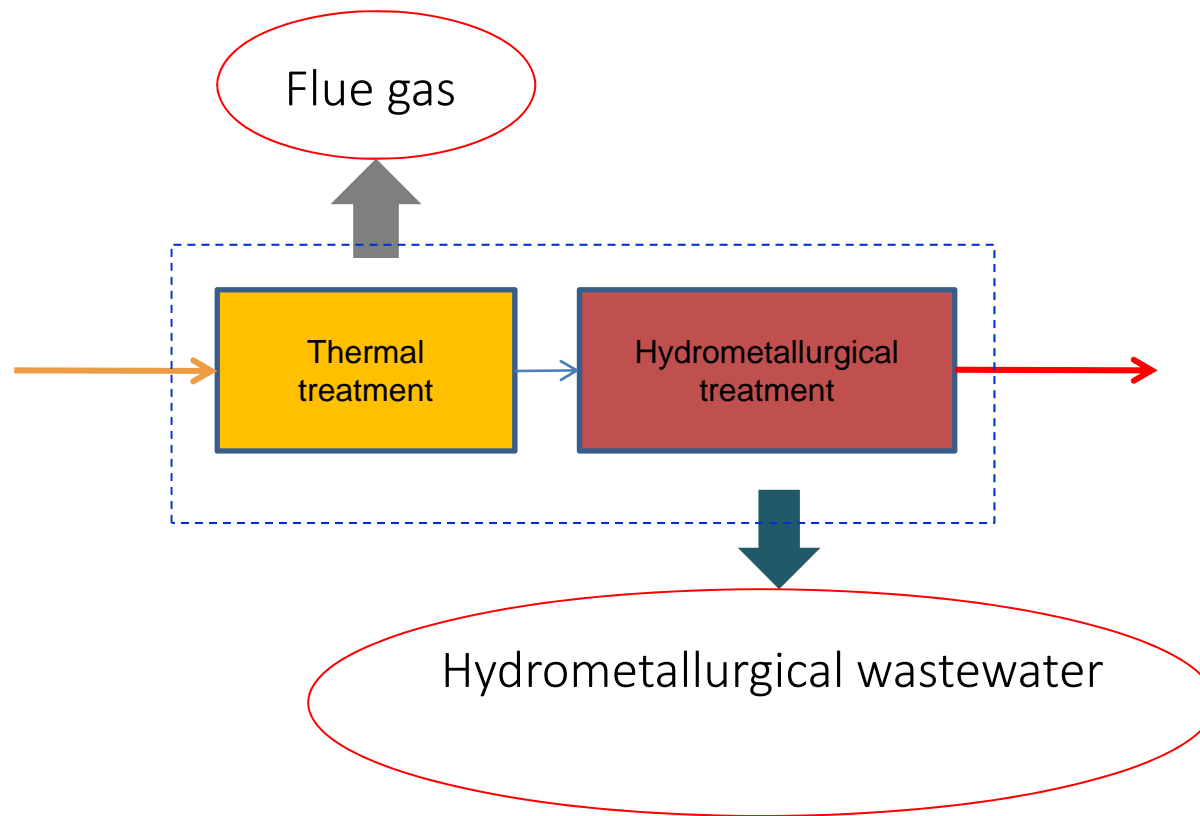 Flue gas
Thermal
treatment
Hydrometallurgical
treatment
Hydrometallurgical wastewater